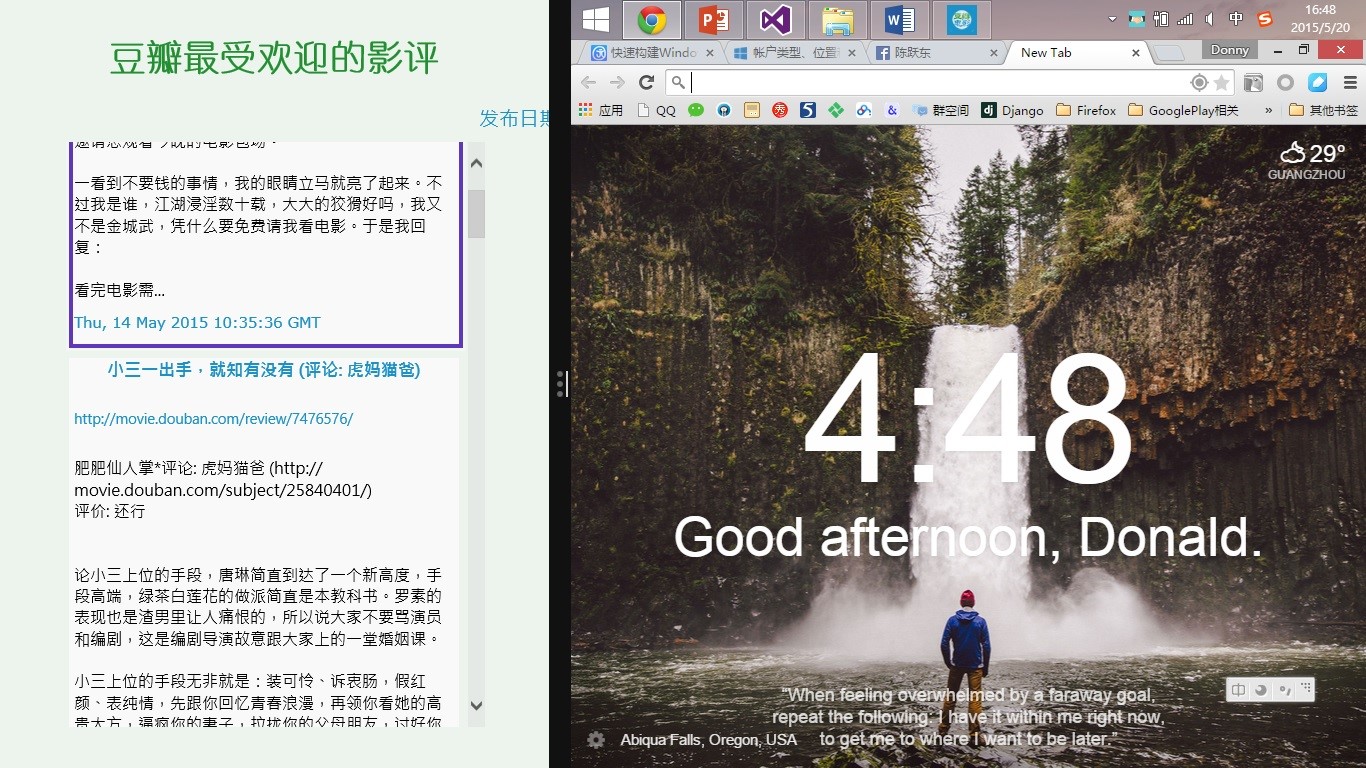 豆瓣最受欢迎的影评
发布日期
邀请您观看今晚的电影包场。
一看到不要钱的事情，我的眼睛立马就亮了起来。不
过我是谁，江湖浸淫数十载，大大的狡猾好吗，我又
不是金城武，凭什么要免费请我看电影。于是我回
复：
看完电影需...
Thu, 14 May 2015 10:35:36 GMT
小三一出手，就知有没有 (评论: 虎妈猫爸)
http://movie.douban.com/review/7476576/
肥肥仙人掌*评论: 虎妈猫爸 (http://
movie.douban.com/subject/25840401/)
评价: 还行
论小三上位的手段，唐琳简直到达了一个新高度，手
段高端，绿茶白莲花的做派简直是本教科书。罗素的
表现也是渣男里让人痛恨的，所以说大家不要骂演员
和编剧，这是编剧导演故意跟大家上的一堂婚姻课。
小三上位的手段无非就是：装可怜、诉衷肠，假红
颜、表纯情，先跟你回忆青春浪漫，再领你看她的高
贵大方，逼疯你的妻子，拉拢你的父母朋友，讨好你
中
16:48
2015/5/20
快速构建Windo
帐户类型、位置
陈跃东
New Tab
Donny
应用
QQ
群空间
dj Django
Firefox
GooglePlay相关
»
其他书签
29°
GUANGZHOU
4:48
Good afternoon, Donald.
"When feeling overwhelmed by a faraway goal,
repeat the following: I have it within me right now,
to get me to where I want to be later."
Abiqua Falls, Oregon, USA
中